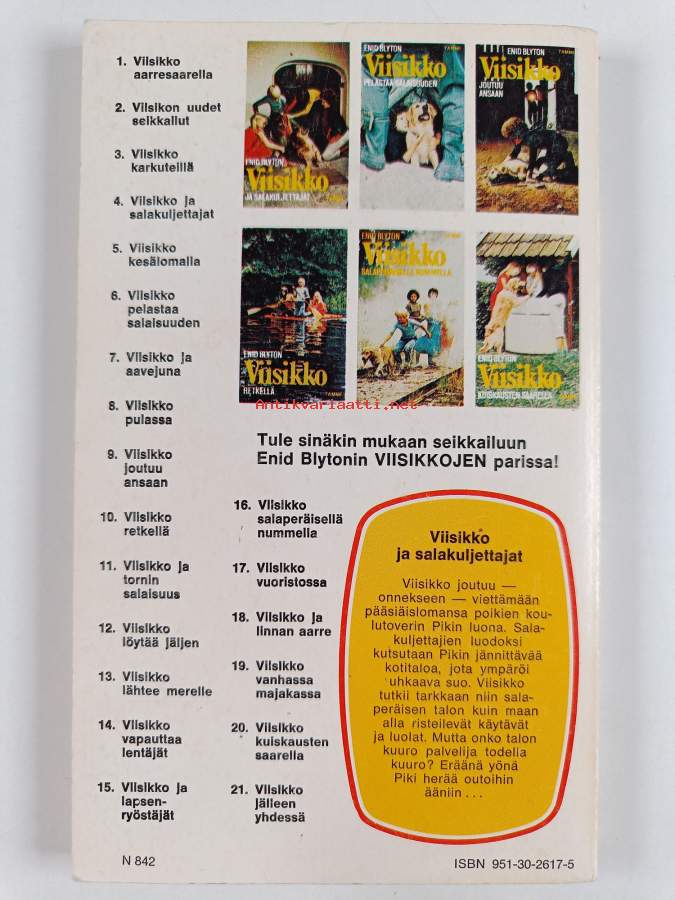 1. Viisikko
aarresaarella
2. Viisikon uudet
seikkailut
3. Viisikko
karkuteillä
4. Viisikko ja
salakuljettajat
5. Viisikko
kesälomalla
6. Viisikko
pelastaa
salaisuuden
7. Viisikko ja
aavejuna
8. Viisikko
pulassa
9. Viisikko
joutuu
ansaan
10. Viisikko
retkellä
11. Viisikko ja
tornin
salaisuus
12. Viisikko
löytää jäljen
13. Viisikko
lähtee merelle
14. Viisikko
vapauttaa
lentäjät
15. Viisikko ja
lapsen-
ryöstäjät
ENID BLYTON
Viisikko
JA SALAKULJETTAJAT
ENID BLYTON TAMMI
Viisikko
PELASTAA SALAISUUDEN
ENID BLYTON TAMMI
Viisikko
JOUTUU
ANSAAN
ENID BLYTON
Viisikko
RETKELLÄ TAMMI
ENID BLYTON
Viisikko
SALAPERÄISELLÄ NUMMELLA
ENID BLYTON
Viisikko
KUISKAUSTEN SAARELLA
Antikvariaatti.net
Tule sinäkin mukaan seikkailuun
Enid Blytonin VIISIKKOJEN parissa!
16. Viisikko
salaperäisellä
nummella
17. Viisikko
vuoristossa
18. Viisikko ja
linnan aarre
19. Viisikko
vanhassa
majakassa
20. Viisikko
kuiskausten
saarella
21. Viisikko
jälleen
yhdessä
Viisikko
ja salakuljettajat
Viisikko joutuu —
onnekseen — viettämään
pääsiäislomansa poikien kou-
lutoverin Pikin luona. Sala-
kuljettajien luodoksi
kutsutaan Pikin jännittävää
kotitaloa, jota ympäröi
uhkaava suo. Viisikko
tutkii tarkkaan niin sala-
peräisen talon kuin maan
alla risteilevät käytävät
ja luolat. Mutta onko talon
kuuro palvelija todella
kuuro? Eräänä yönä
Piki herää outoihin
ääniin ...
N 842
ISBN 951-30-2617-5